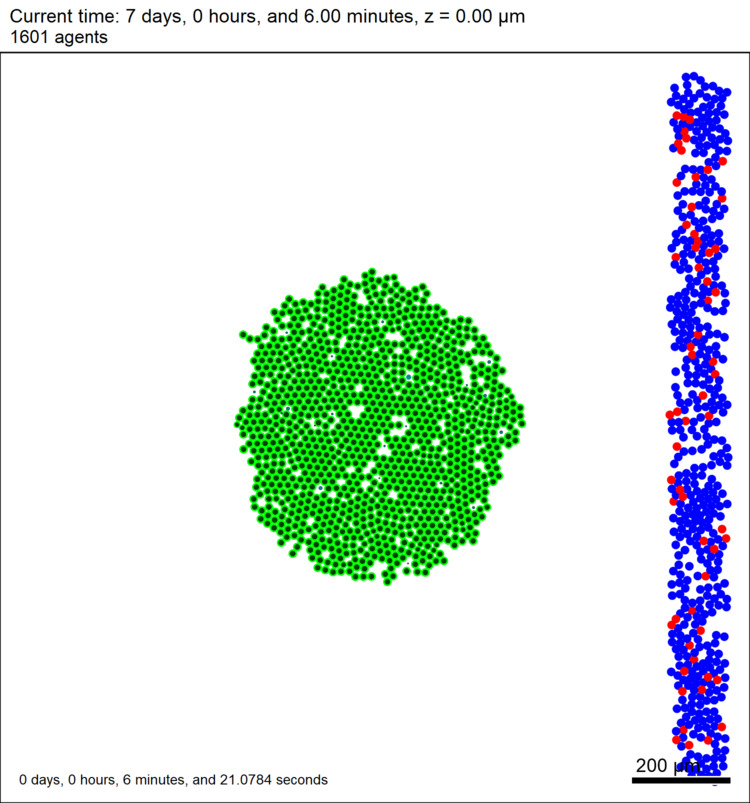 Current time: 7 days, 0 hours, and 6.00 minutes, z = 0.00 μm
1601 agents
200 μm
0 days, 0 hours, 6 minutes, and 21.0784 seconds